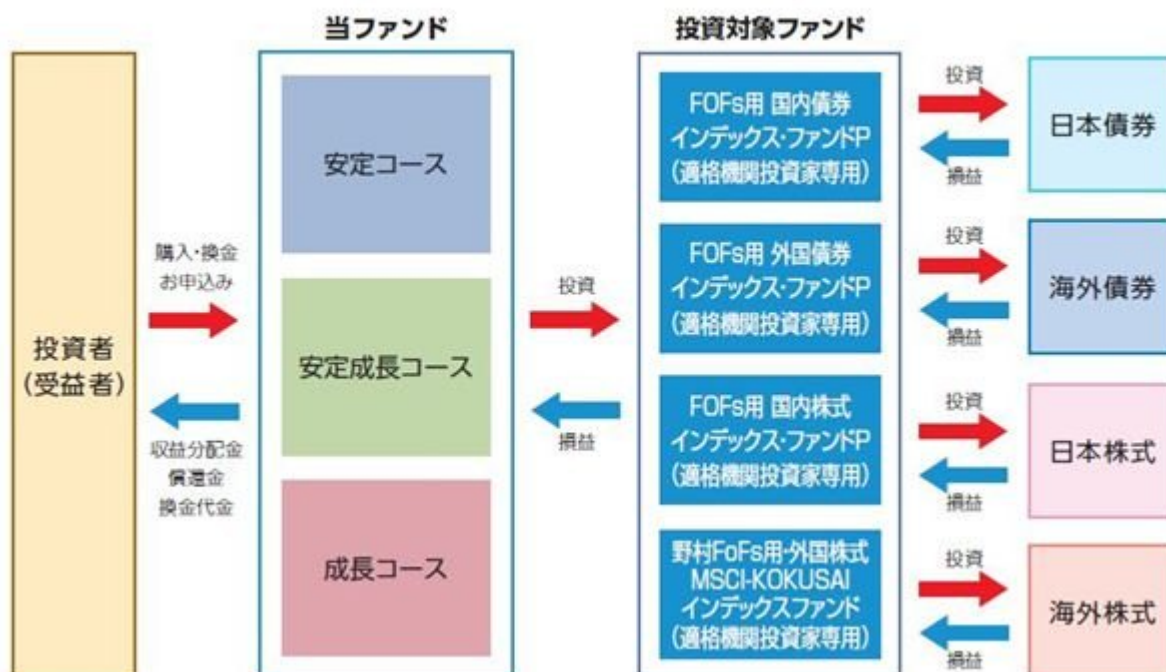 当ファンド
投資対象ファンド
投資者
(受益者)
購入・換金
お申込み
収益分配金
償還金
換金代金
安定コース
安定成長コース
成長コース
投資
損益
FOFs用 国内債券
インデックス・ファンドP
(適格機関投資家専用)
FOFs用 外国債券
インデックス・ファンドP
(適格機関投資家専用)
FOFs用 国内株式
インデックス・ファンドP
(適格機関投資家専用)
野村FoFs用・外国株式
MSCI-KOKUSAI
インデックスファンド
(適格機関投資家専用)
投資
損益
日本債券
投資
損益
海外債券
投資
損益
日本株式
投資
損益
海外株式